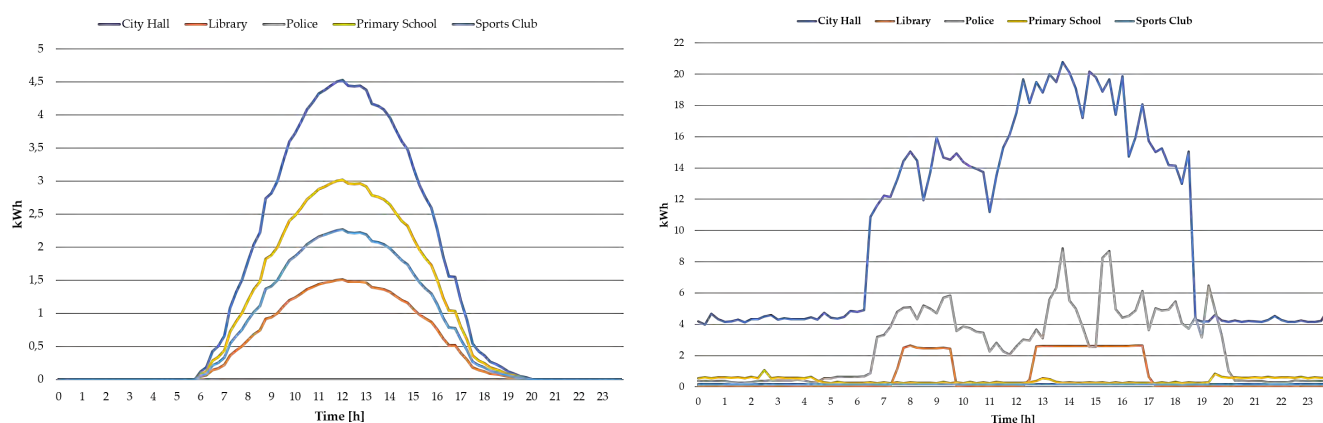 City Hall Library Police Primary School Sports Club
5
4,5
4
3,5
3
2,5
2
1,5
1
0,5
0
kWh
0 1 2 3 4 5 6 7 8 9 10 11 12 13 14 15 16 17 18 19 20 21 22 23
Time [h]
City Hall Library Police Primary School Sports Club
22
20
18
16
14
12
10
8
6
4
2
0
kWh
0 1 2 3 4 5 6 7 8 9 10 11 12 13 14 15 16 17 18 19 20 21 22 23
Time [h]